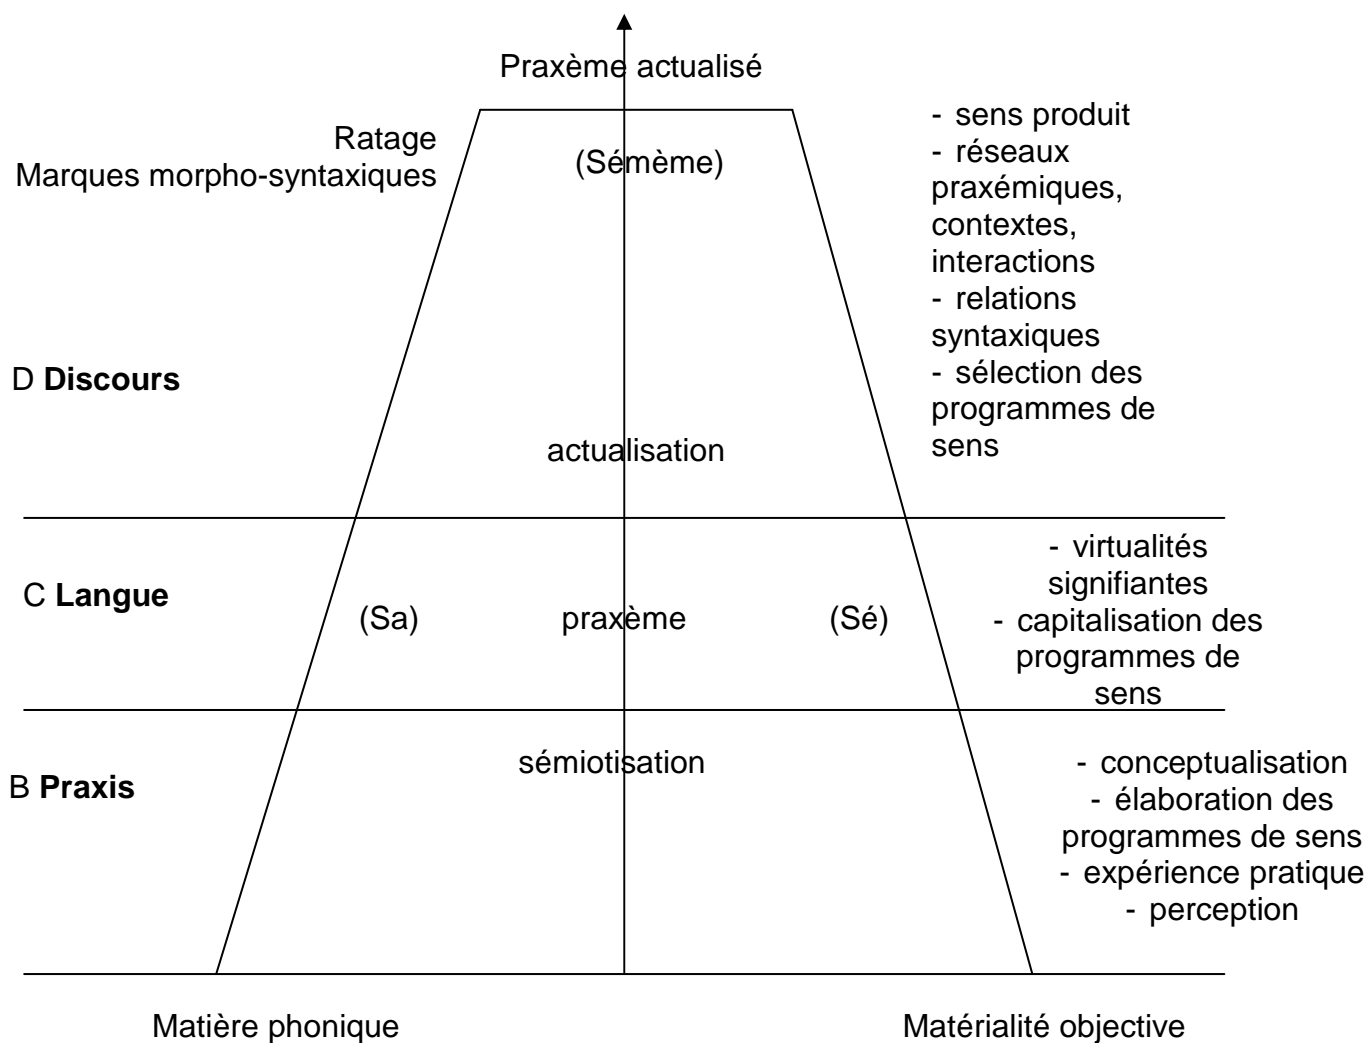 Praxème actualisé
Ratage
Marques morpho-syntaxiques
(Sémème)
- sens produit
- réseaux
praxémiques,
contextes,
interactions
- relations
syntaxiques
- sélection des
programmes de
sens
D Discours
actualisation
C Langue
(Sa)
praxème
(Sé)
- virtualités
signifiantes
- capitalisation des
programmes de
sens
B Praxis
sémiotisation
- conceptualisation
- élaboration des
programmes de sens
- expérience pratique
- perception
Matière phonique
Matérialité objective